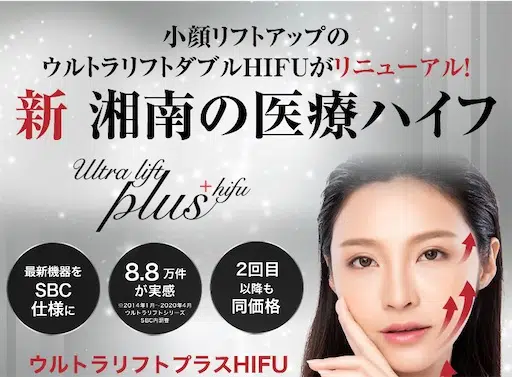 小顔リフトアップの
ウルトラリフトダブルHIFUがリニューアル!
新 湘南の医療ハイフ
Ultra lift
plus+hifu
最新機器を
SBC
仕様に
8.8万件
が実感
※2014年1月〜2020年4月
ウルトラリフトシリーズ
SBC内調査
2回目
以降も
同価格
ウルトラリフトプラスHIFU